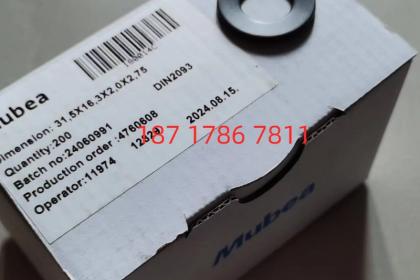 Mubea
Dimension: 31,5X16,3X2,0X2,75
DIN2093
Quantity:200
Batch no:24060991
Production order :4760608
2024.08.15.
Operator:11974
187 1786 7811
Mubea